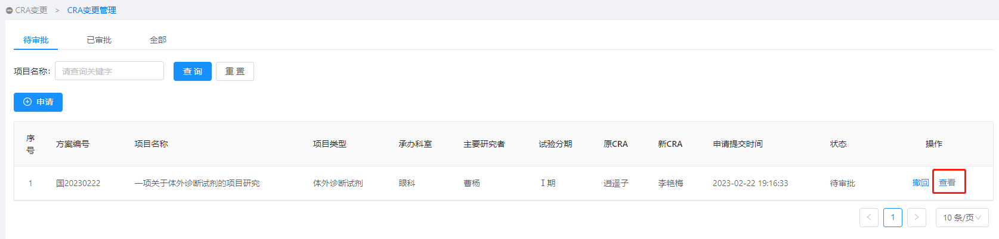 CRA变更 > CRA变更管理
待审批 已审批 全部
项目名称: 请查询关键字 查 询 重 置
申请
序号 方案编号 项目名称 项目类型 承办科室 主要研究者 试验分期 原CRA 新CRA 申请提交时间 状态 操作
1 国20230222 一项关于体外诊断试剂的项目研究 体外诊断试剂 眼科 曹杨 Ⅰ期 逍遥子 李艳梅 2023-02-22 19:16:33 待审批 撤回 查看
< 1 > 10 条/页